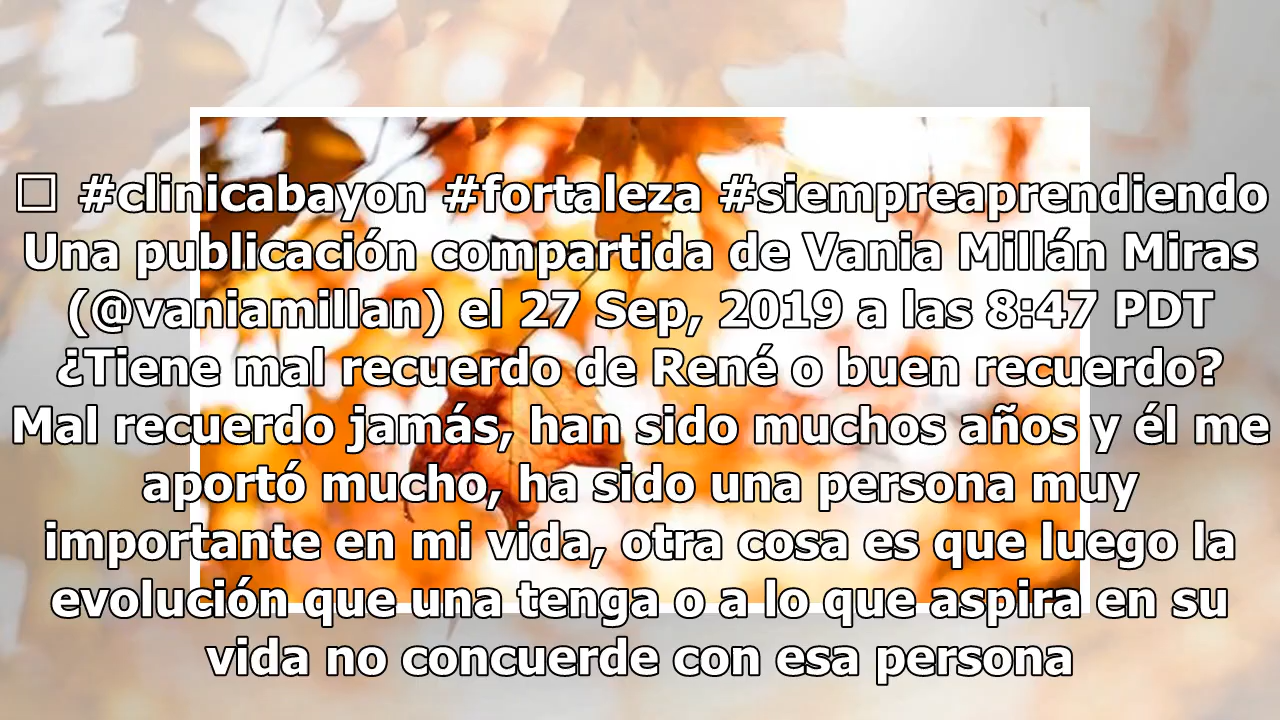 □ #clinicabayon #fortaleza #siempreaprendiendo
Una publicación compartida de Vania Millán Miras
(@vaniamillan) el 27 Sep, 2019 a las 8:47 PDT
¿Tiene mal recuerdo de René o buen recuerdo?
Mal recuerdo jamás, han sido muchos años y él me
aportó mucho, ha sido una persona muy
importante en mi vida, otra cosa es que luego la
evolución que una tenga o a lo que aspira en su
vida no concuerde con esa persona